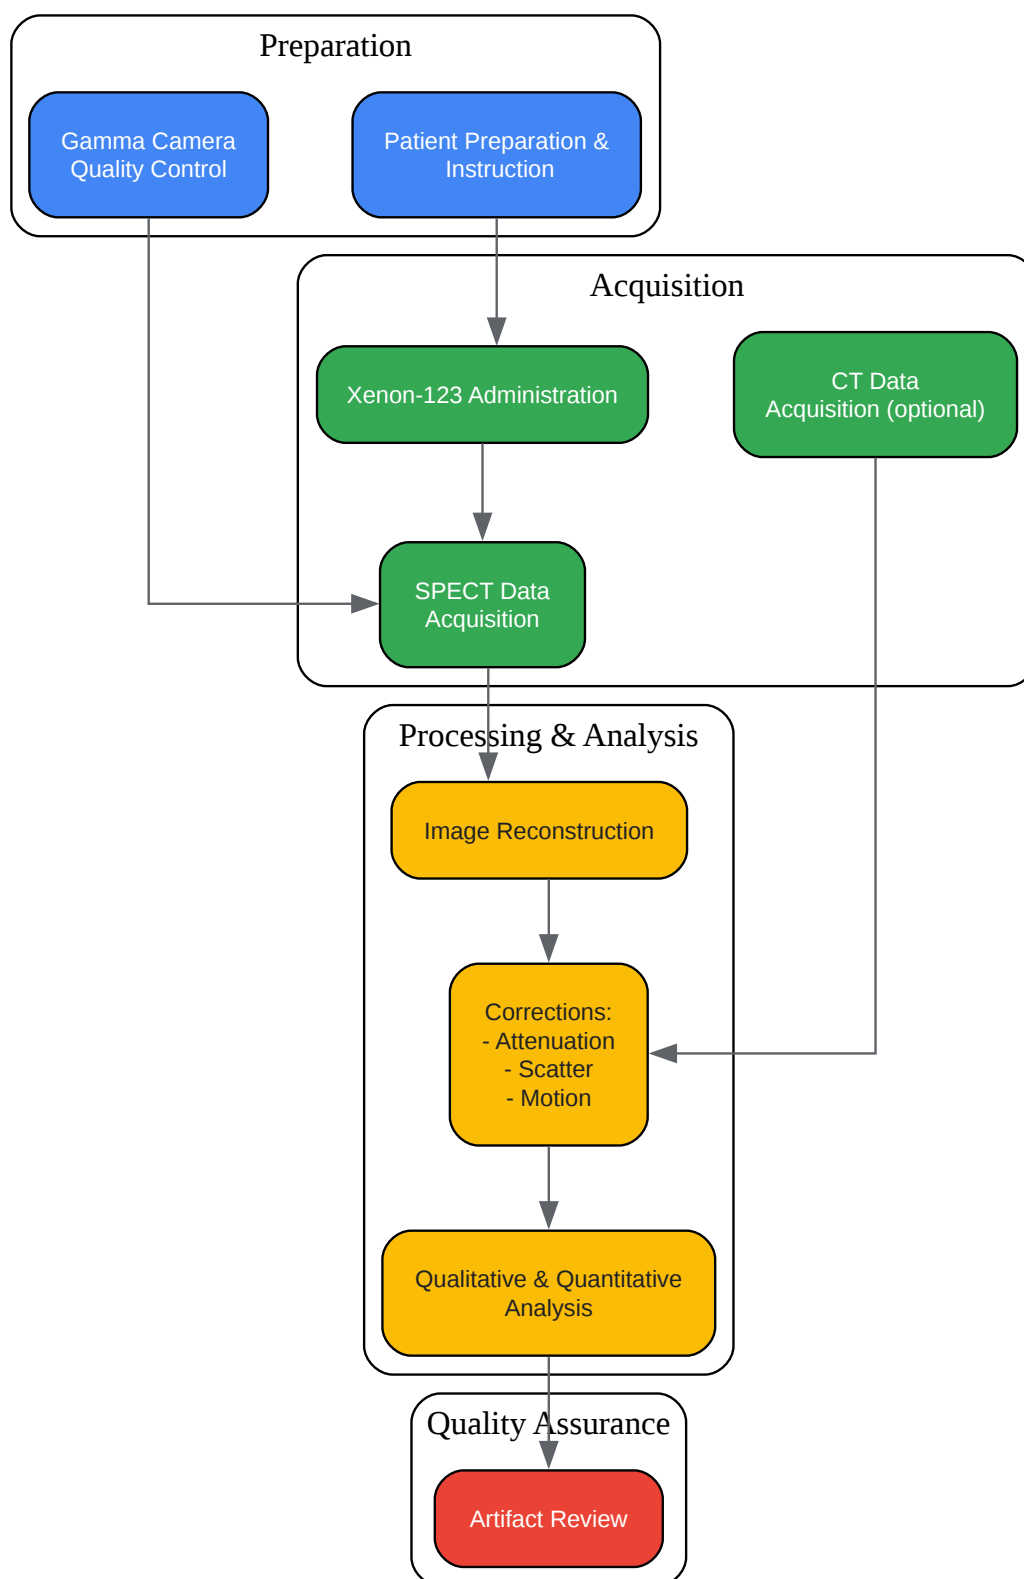 Preparation
Gamma Camera
Quality Control
Patient Preparation &
Instruction
Acquisition
Xenon-123 Administration
CT Data
Acquisition (optional)
SPECT Data
Acquisition
Processing & Analysis
Image Reconstruction
Corrections:
- Attenuation
- Scatter
- Motion
Qualitative & Quantitative
Analysis
Quality Assurance
Artifact Review